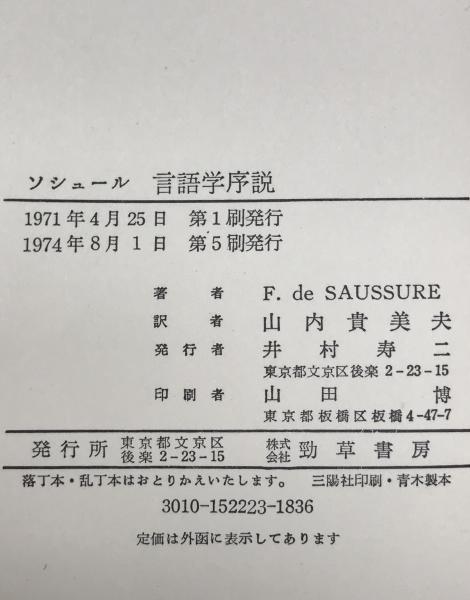 ソシュール 言語学序説
1971年4月25日 第1刷発行
1974年8月1日 第5刷発行
著者 F. de SAUSSURE
訳者 山内貴美夫
発行者 井村寿二
東京都文京区後楽2-23-15
印刷者 山田博
東京都板橋区板橋4-47-7
発行所 東京都文京区後楽2-23-15 株式会社 勁草書房
落丁本・乱丁本はおとりかえいたします。 三陽社印刷・青木製本
3010-152223-1836
定価は外函に表示してあります